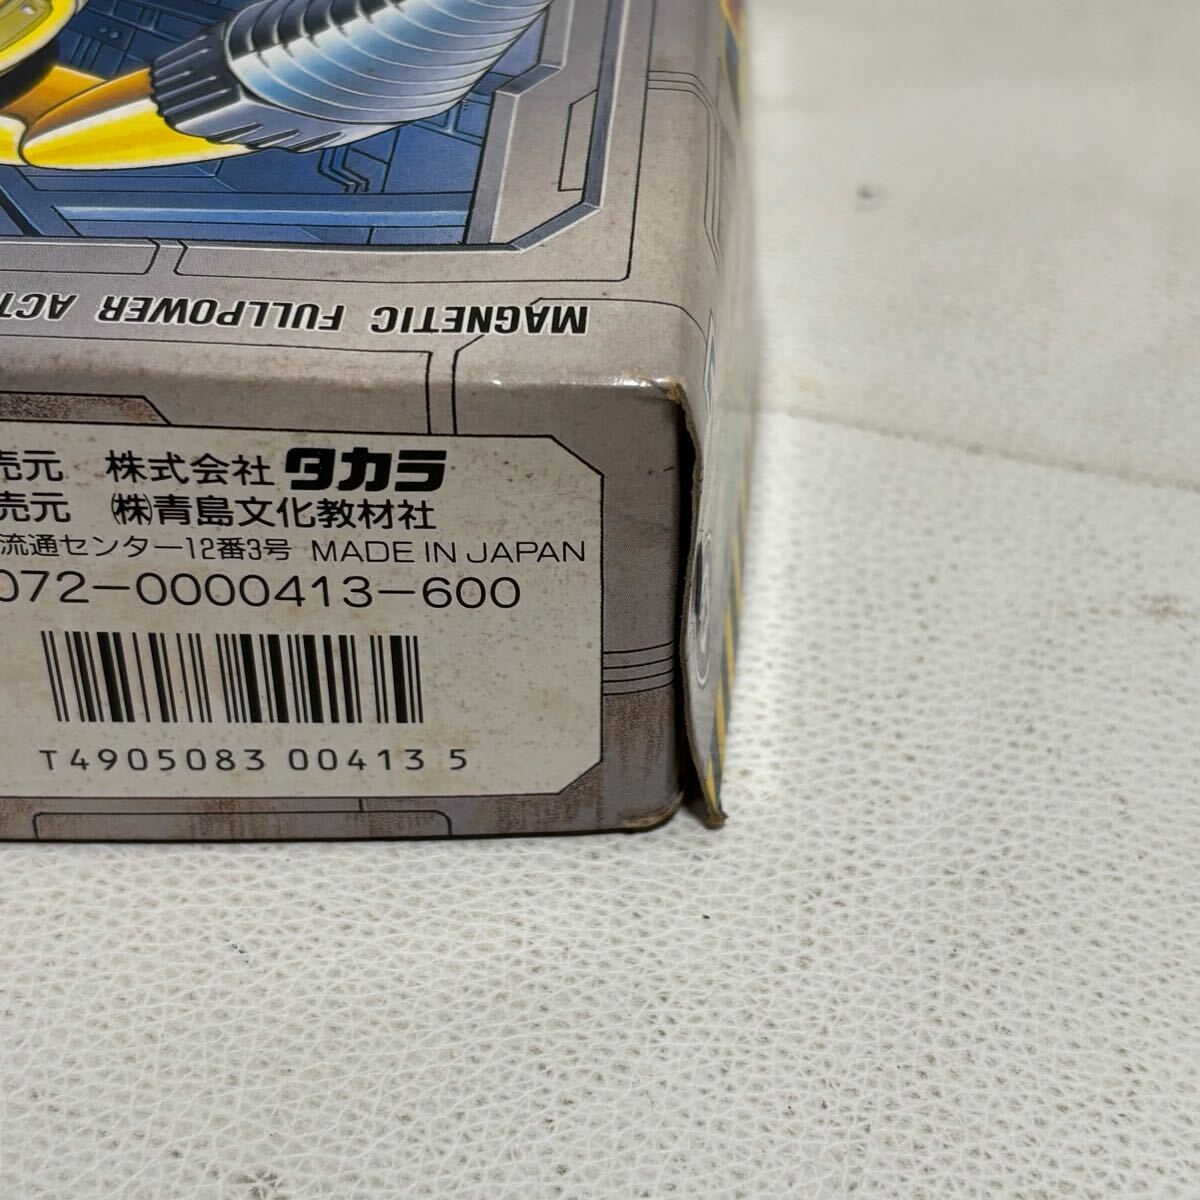 MAGNETIC FULLPOWER ACT
売元 株式会社 タカラ
売元 ㈱青島文化教材社
流通センター12番3号 MADE IN JAPAN
072-0000413-600
T4905083 00413 5